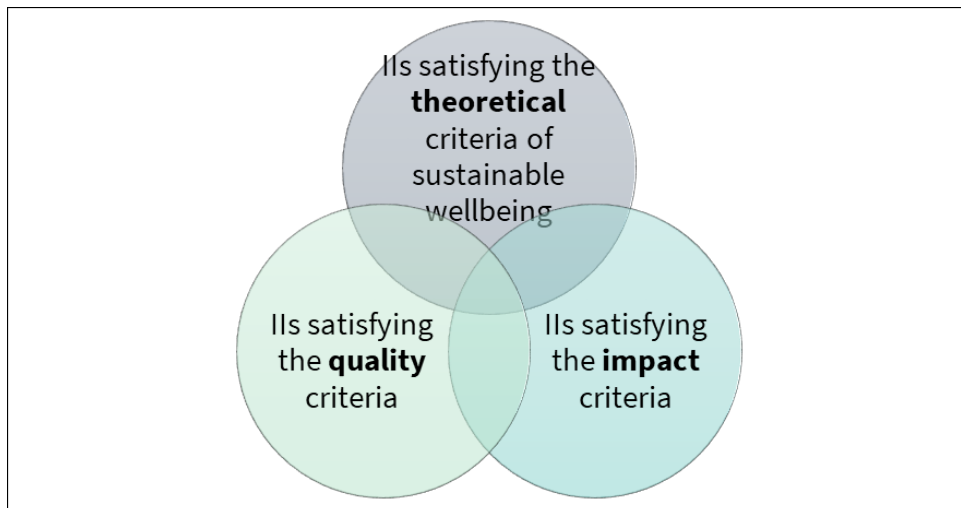 IIs satisfying the
theoretical
criteria of
sustainable
wellbeing
IIs satisfying
the quality
criteria
IIs satisfying
the impact
criteria